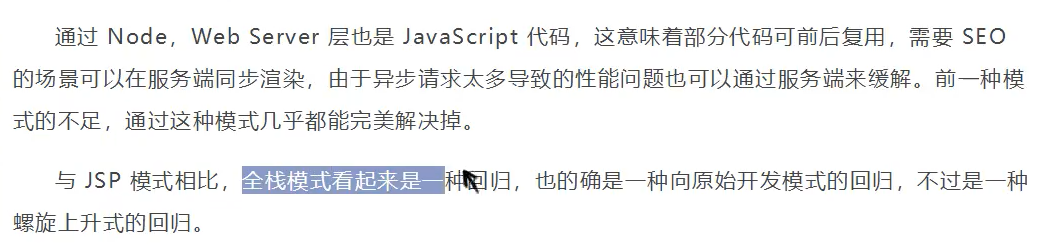 通过 Node，Web Server 层也是 JavaScript 代码，这意味着部分代码可前后复用，需要 SEO
的场景可以在服务端同步渲染，由于异步请求太多导致的性能问题也可以通过服务端来缓解。前一种模
式的不足，通过这种模式几乎都能完美解决掉。
与 JSP 模式相比，全栈模式看起来是一种回归，也的确是一种向原始开发模式的回归，不过是一种
螺旋上升式的回归。